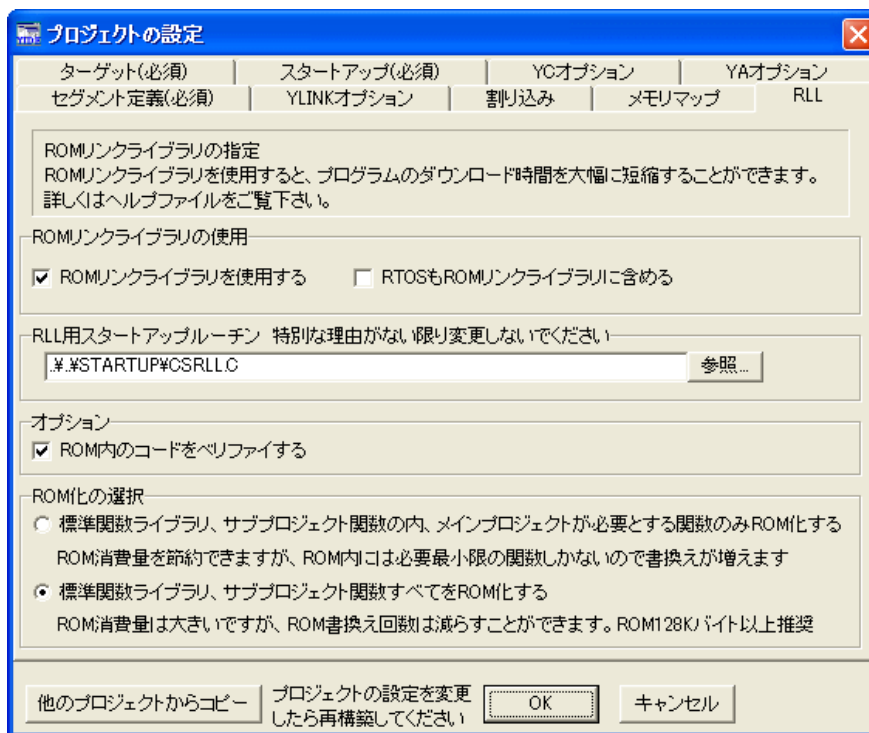 YIDE プロジェクトの設定
ターゲット(必須) スタートアップ(必須) YCオプション YAオプション
セグメント定義(必須) YLINKオプション 割り込み メモリマップ RLL
ROMリンクライブラリの指定
ROMリンクライブラリを使用すると、プログラムのダウンロード時間を大幅に短縮することができます。
詳しくはヘルプファイルをご覧下さい。
ROMリンクライブラリの使用
ROMリンクライブラリを使用する RTOSもROMリンクライブラリに含める
RLL用スタートアップルーチン 特別な理由がない限り変更しないでください
.¥.¥STARTUP¥CSRLL.C 参照...
オプション
ROM内のコードをベリファイする
ROM化の選択
標準関数ライブラリ、サブプロジェクト関数の内、メインプロジェクトが必要とする関数のみROM化する
ROM消費量を節約できますが、ROM内には必要最小限の関数しかないので書換えが増えます
標準関数ライブラリ、サブプロジェクト関数すべてをROM化する
ROM消費量は大きいですが、ROM書換え回数は減らすことができます。ROM128Kバイト以上推奨
他のプロジェクトからコピー
プロジェクトの設定を変更
したら再構築してください
OK
キャンセル